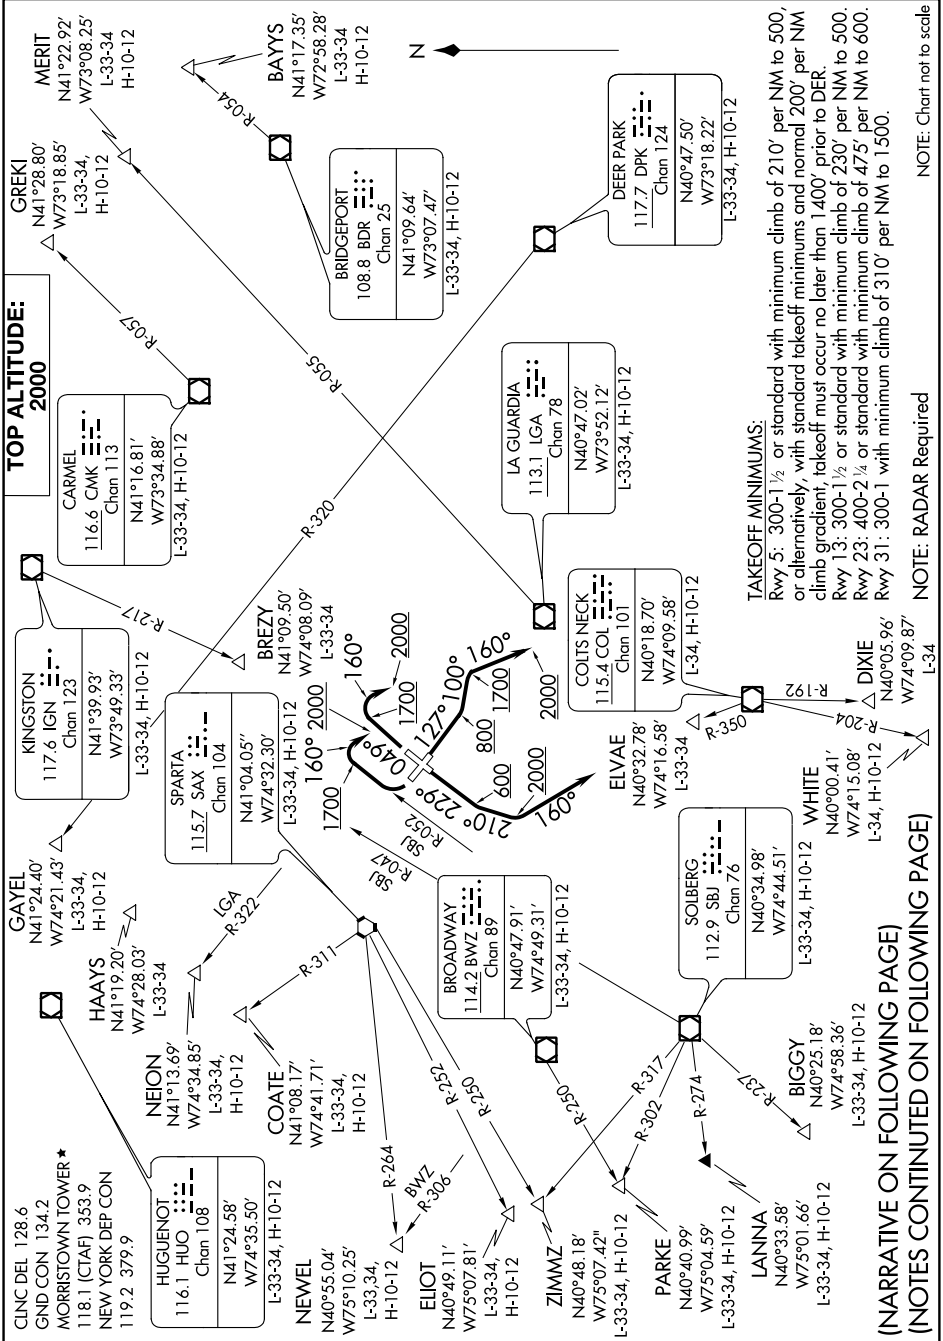 CLNC DEL 128.6
GND CON 134.2
MORRISTOWN TOWER★
118.1 (CTAF) 353.9
NEW YORK DEP CON
119.2 379.9
TOP ALTITUDE:
2000
HUGUENOT
116.1 HUO
Chan 108
N41°24.58'
W74°35.50'
L-33-34, H-10-12
HAAYS
N41°19.20'
W74°28.03'
L-33-34
GAYEL
N41°24.40'
W74°21.43'
L-33-34,
H-10-12
KINGSTON
117.6 IGN
Chan 123
N41°39.93'
W73°49.33'
L-33-34, H-10-12
R-217
CARMEL
116.6 CMK
Chan 113
N41°16.81'
W73°34.88'
L-33-34, H-10-12
R-057
GREKI
N41°28.80'
W73°18.85'
L-33-34,
H-10-12
MERIT
N41°22.92'
W73°08.25'
L-33-34
H-10-12
BAYYS
N41°17.35'
W72°58.28'
L-33-34
H-10-12
R-054
BRIDGEPORT
108.8 BDR
Chan 25
N41°09.64'
W73°07.47'
L-33-34, H-10-12
N
NEION
N41°13.69'
W74°34.85'
L-33-34,
H-10-12
LGA
R-322
COATE
N41°08.17'
W74°41.71'
L-33-34,
H-10-12
R-311
SPARTA
115.7 SAX
Chan 104
N41°04.05"
W74°32.30'
L-33-34, H-10-12
BREZY
N41°09.50'
W74°08.09'
L-33-34
R-320
R-055
DEER PARK
117.7 DPK
Chan 124
N40°47.50'
W73°18.22'
L-33-34, H-10-12
NEWEL
N40°55.04'
W75°10.25'
L-33,34,
H-10-12
R-264
BWZ
R-306
R-252
R-250
ELIOT
N40°49.11'
W75°07.81'
L-33-34,
H-10-12
ZIMMZ
N40°48.18'
W75°07.42"
L-33-34, H-10-12
R-317
BROADWAY
114.2 BWZ
Chan 89
N40°47.91'
W74°49.31'
L-33-34, H-10-12
R-250
SBJ
R-047
SBJ
R-052
160° 2000
1700
049°
160°
2000
1700
127°
100°
800
1700
160°
2000
229°
600
210°
2000
160°
LA GUARDIA
113.1 LGA
Chan 78
N40°47.02'
W73°52.12'
L-33-34, H-10-12
PARKE
N40°40.99'
W75°04.59'
L-33-34, H-10-12
R-302
LANNA
N40°33.58'
W75°01.66'
L-33-34, H-10-12
R-274
BIGGY
N40°25.18'
W74°58.36'
L-33-34, H-10-12
R-237
SOLBERG
112.9 SBJ
Chan 76
N40°34.98'
W74°44.51'
L-33-34, H-10-12
ELVAE
N40°32.78'
W74°16.58'
L-33-34
R-350
COLTS NECK
115.4 COL
Chan 101
N40°18.70'
W74°09.58'
L-34, H-10-12
R-192
R-204
WHITE
N40°00.41'
W74°15.08'
L-34, H-10-12
DIXIE
N40°05.96'
W74°09.87'
L-34
TAKEOFF MINIMUMS:
Rwy 5: 300-1 ½ or standard with minimum climb of 210' per NM to 500,
or alternatively, with standard takeoff minimums and normal 200' per NM
climb gradient, takeoff must occur no later than 1400' prior to DER.
Rwy 13: 300-1½ or standard with minimum climb of 230' per NM to 500.
Rwy 23: 400-2 ¼ or standard with minimum climb of 475' per NM to 600.
Rwy 31: 300-1 with minimum climb of 310' per NM to 1500.
NOTE: RADAR Required
NOTE: Chart not to scale
(NARRATIVE ON FOLLOWING PAGE)
(NOTES CONTINUTED ON FOLLOWING PAGE)